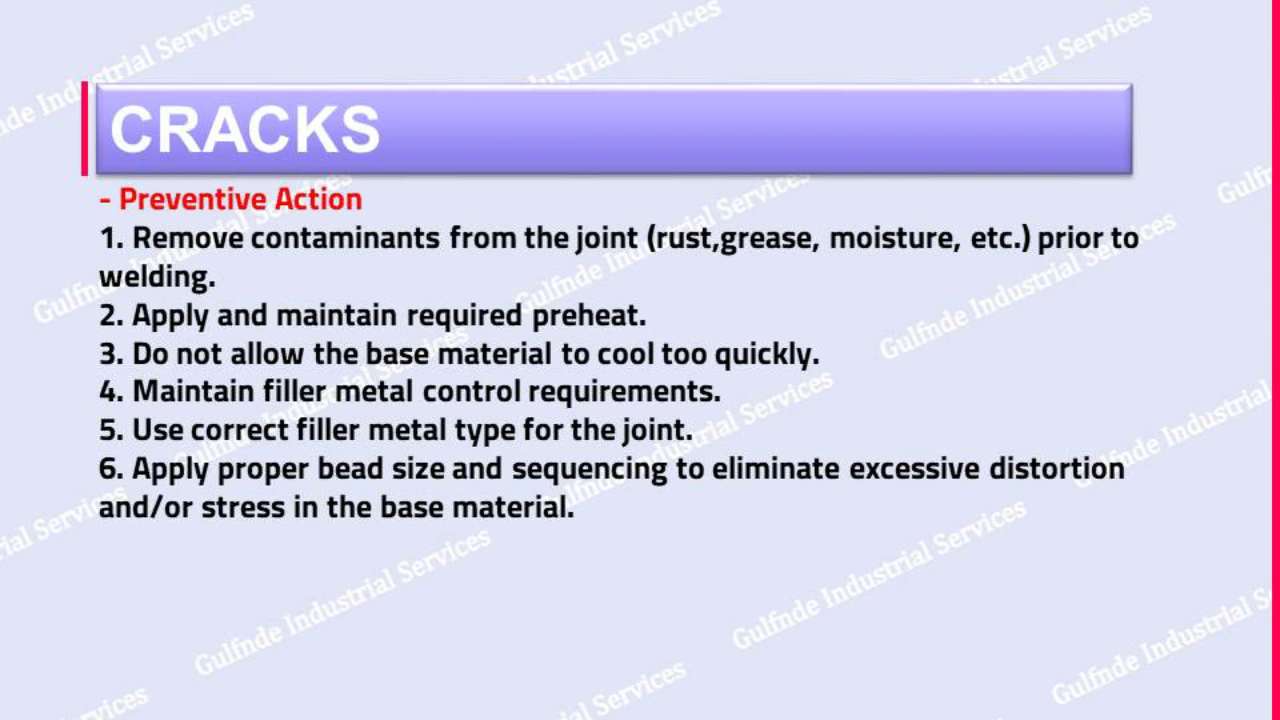 CRACKS
- Preventive Action
1. Remove contaminants from the joint (rust,grease, moisture, etc.) prior to
welding.
2. Apply and maintain required preheat.
3. Do not allow the base material to cool too quickly.
4. Maintain filler metal control requirements.
5. Use correct filler metal type for the joint.
6. Apply proper bead size and sequencing to eliminate excessive distortion
and/or stress in the base material.
Gulfnde Industrial Services